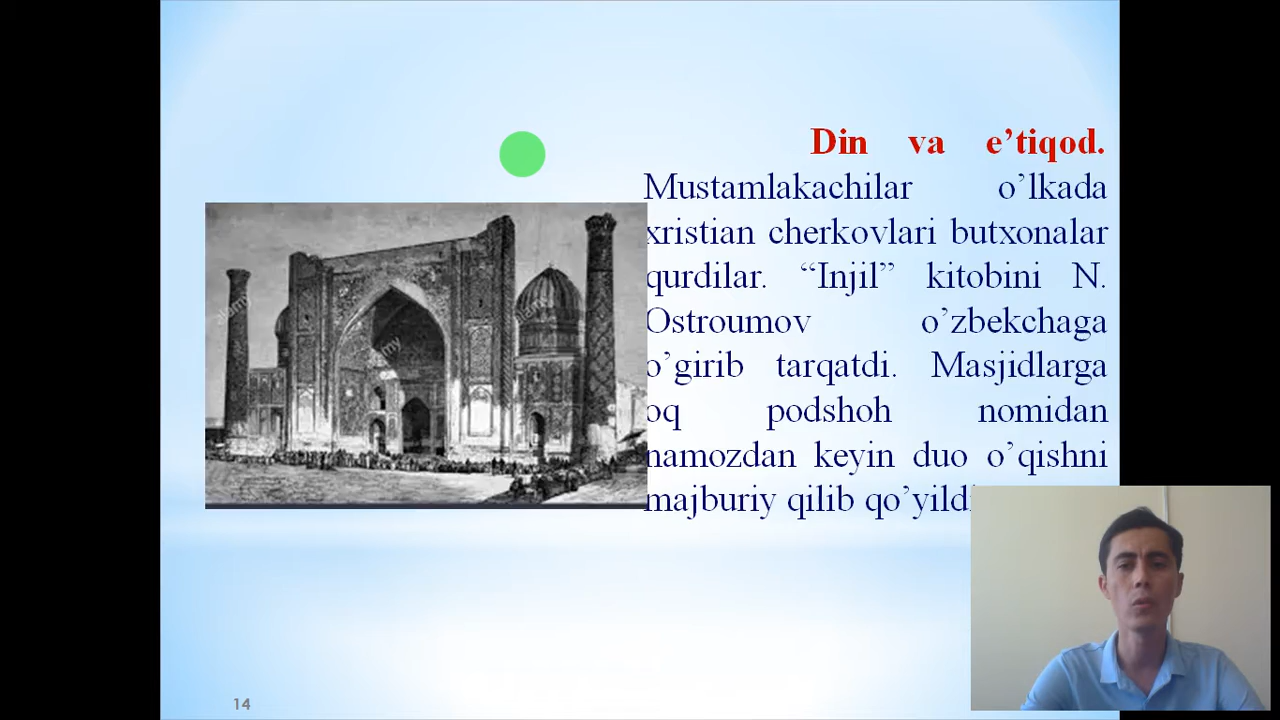 Din va e’tiqod.
Mustamlakachilar o’lkada
xristian cherkovlari butxonalar
qurdilar. “Injil” kitobini N.
Ostroumov o’zbekchaga
o’girib tarqatdi. Masjidlarga
oq podshoh nomidan
namozdan keyin duo o’qishni
majburiy qilib qo’yildi
14